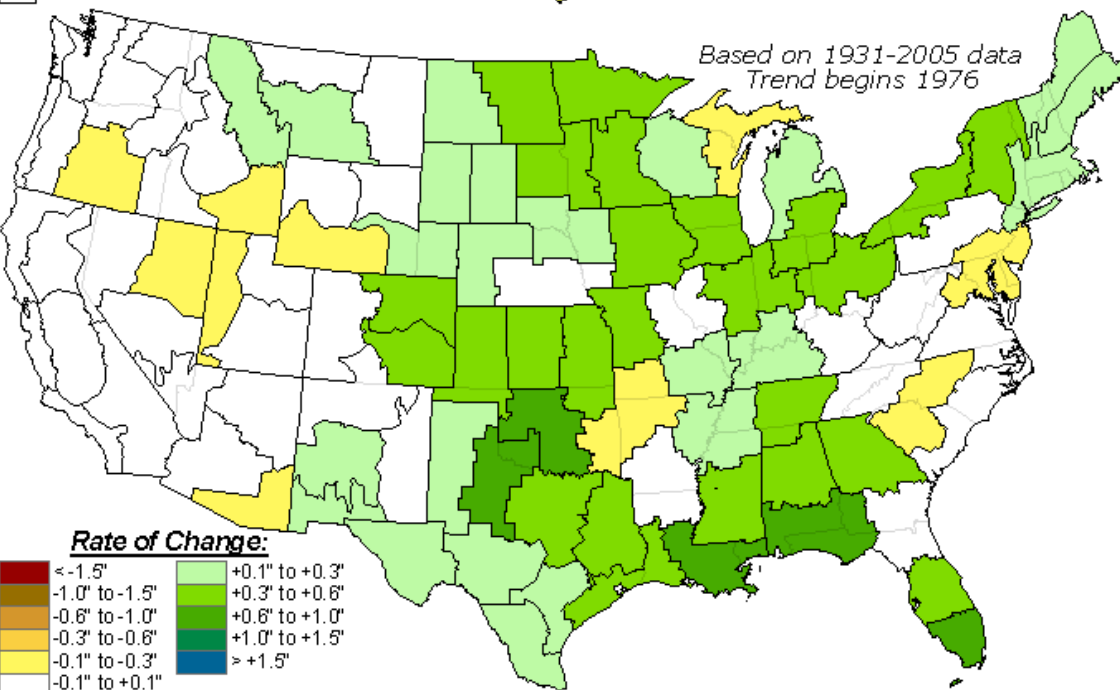 Based on 1931-2005 data
Trend begins 1976
Rate of Change:
< -1.5"
-1.0" to -1.5"
-0.6" to -1.0"
-0.3" to -0.6"
-0.1" to -0.3"
-0.1" to +0.1"
+0.1" to +0.3"
+0.3" to +0.6"
+0.6" to +1.0"
+1.0" to +1.5"
> +1.5"